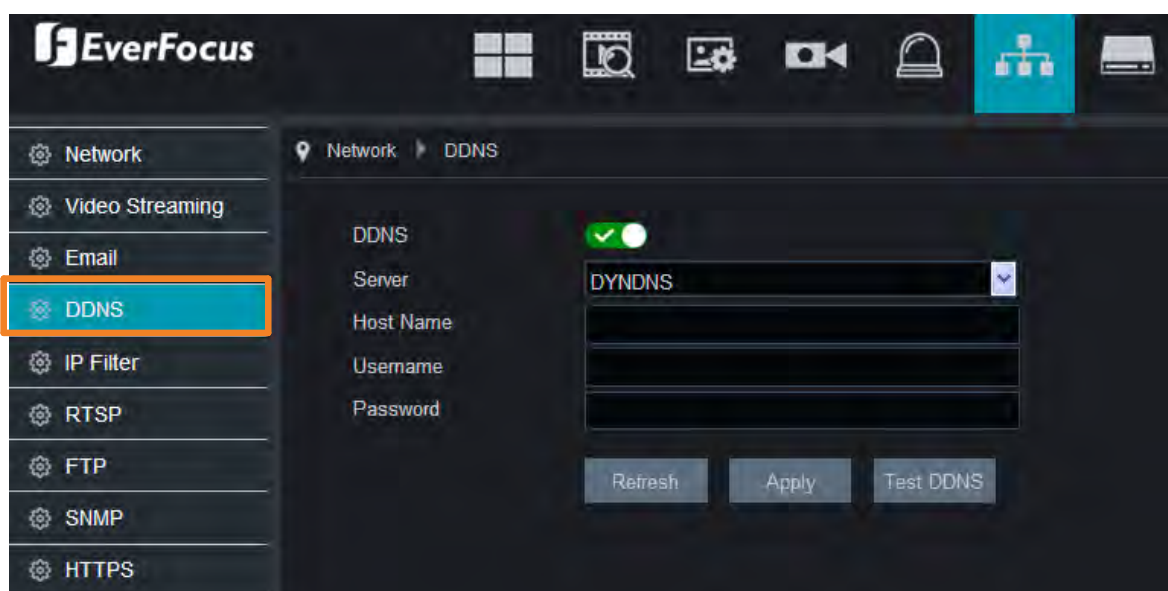 EverFocus
Network
Video Streaming
Email
DDNS
IP Filter
RTSP
FTP
SNMP
HTTPS
Network DDNS
DDNS
Server DYNDNS
Host Name
Username
Password
Refresh Apply Test DDNS